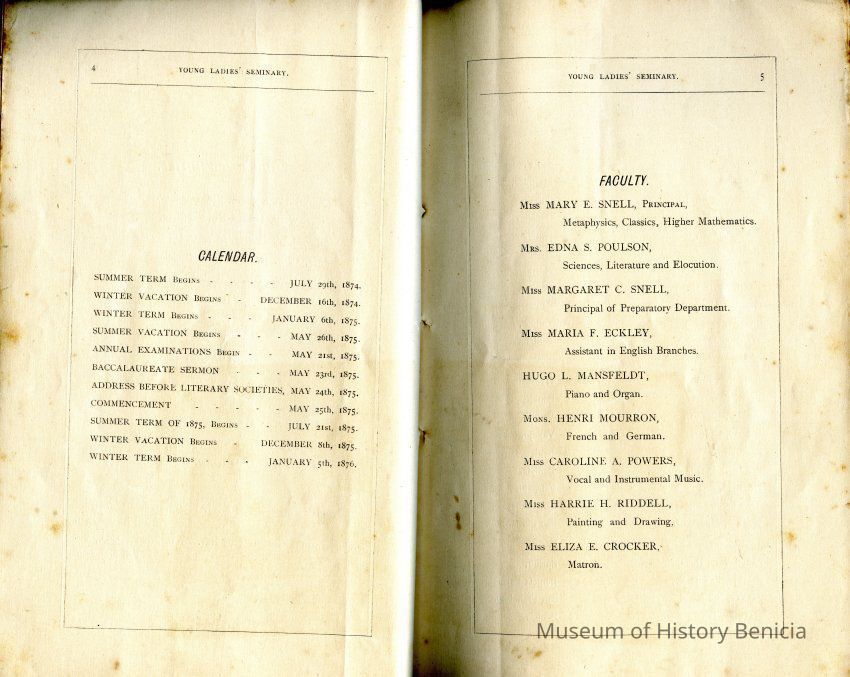 4 YOUNG LADIES' SEMINARY.
CALENDAR.
SUMMER TERM BEGINS - - - - JULY 29th, 1874.
WINTER VACATION BEGINS - DECEMBER 16th, 1874.
WINTER TERM BEGINS - - - JANUARY 6th, 1875.
SUMMER VACATION BEGINS - - - MAY 26th, 1875.
ANNUAL EXAMINATIONS BEGIN - - MAY 21st, 1875.
BACCALAUREATE SERMON - - - MAY 23rd, 1875.
ADDRESS BEFORE LITERARY SOCIETIES, MAY 24th, 1875.
COMMENCEMENT - - - - - MAY 25th, 1875.
SUMMER TERM OF 1875, BEGINS - - JULY 21st, 1875.
WINTER VACATION BEGINS - DECEMBER 8th, 1875.
WINTER TERM BEGINS - - - JANUARY 5th, 1876.
YOUNG LADIES' SEMINARY. 5
FACULTY.
Miss MARY E. SNELL, PRINCIPAL,
Metaphysics, Classics, Higher Mathematics.
Mrs. EDNA S. POULSON,
Sciences, Literature and Elocution.
Miss MARGARET C. SNELL,
Principal of Preparatory Department.
Miss MARIA F. ECKLEY,
Assistant in English Branches.
HUGO L. MANSFELDT,
Piano and Organ.
Mons. HENRI MOURRON,
French and German.
Miss CAROLINE A. POWERS,
Vocal and Instrumental Music.
Miss HARRIE H. RIDDELL,
Painting and Drawing.
Miss ELIZA E. CROCKER,
Matron.
Museum of History Benicia